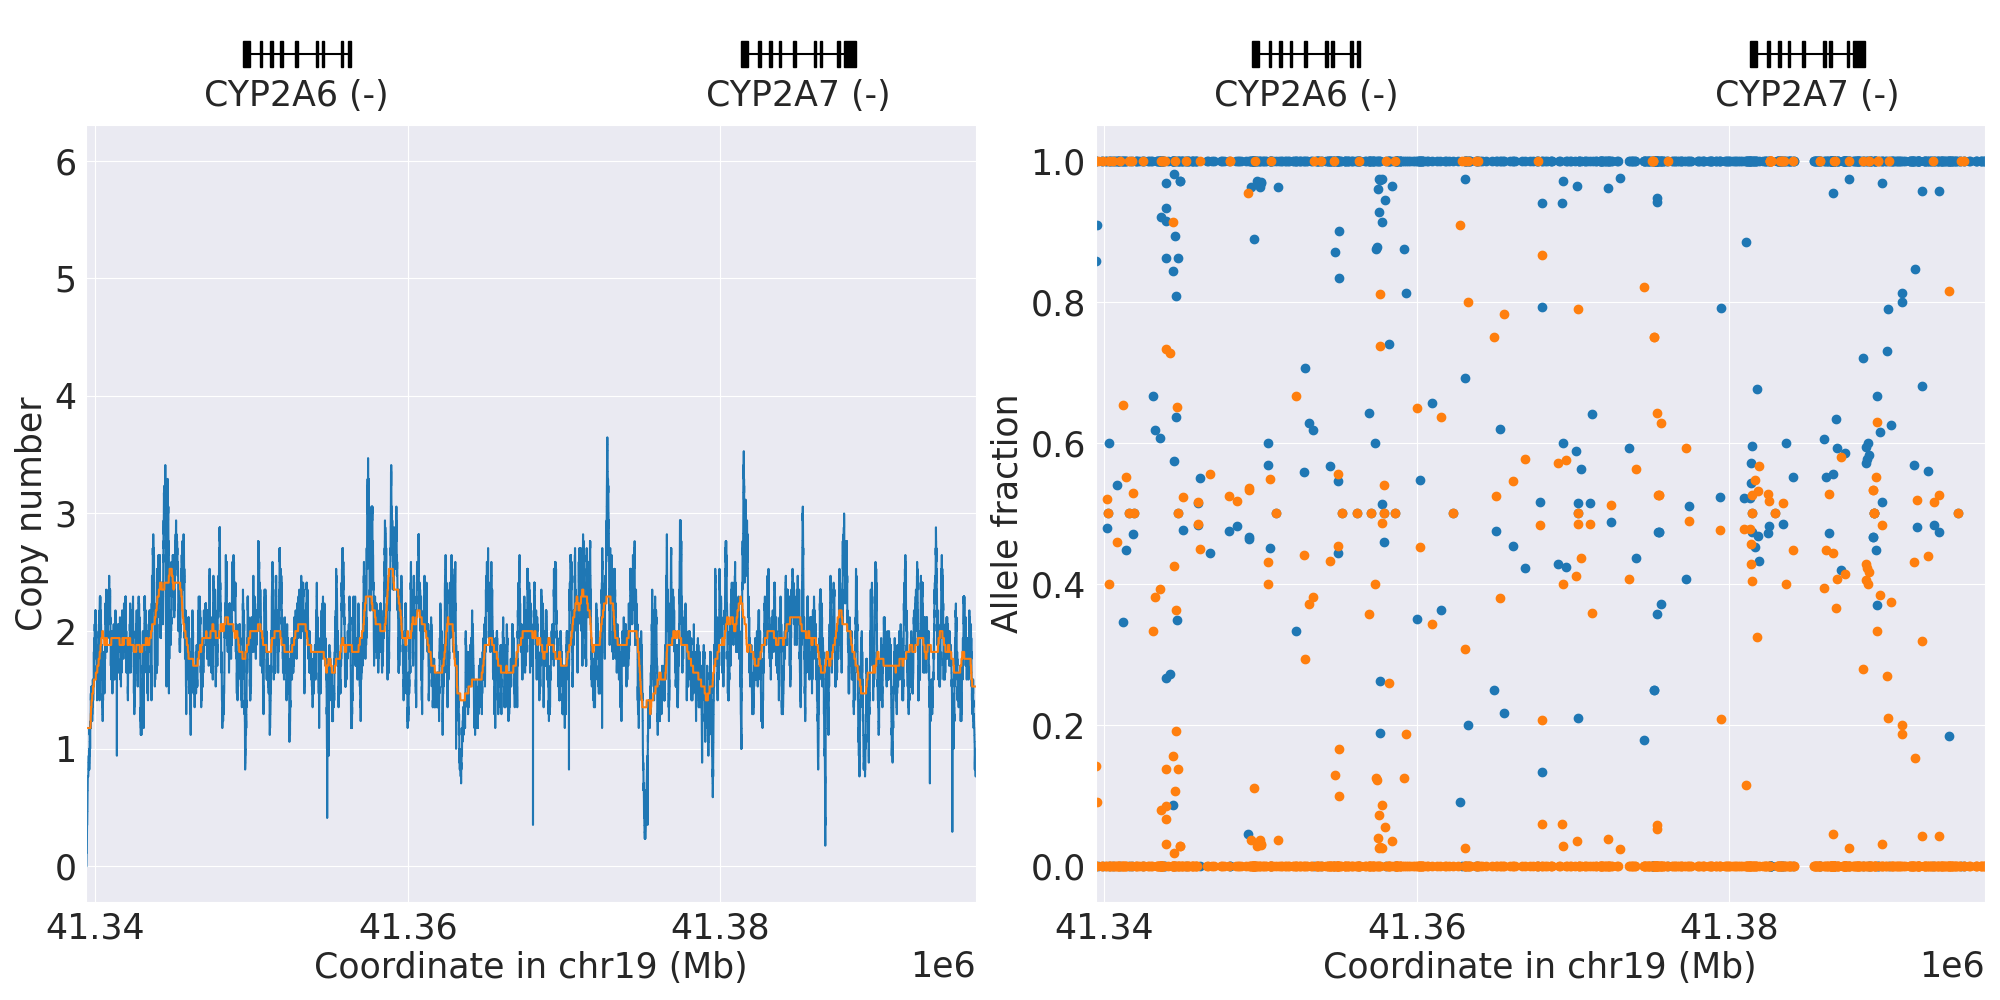 CYP2A6 (-) CYP2A7 (-)
6
5
4
3
2
1
0
Copy number
41.34 41.36 41.38
Coordinate in chr19 (Mb) 1e6
CYP2A6 (-) CYP2A7 (-)
1.0
0.8
0.6
0.4
0.2
0.0
Allele fraction
41.34 41.36 41.38
Coordinate in chr19 (Mb) 1e6